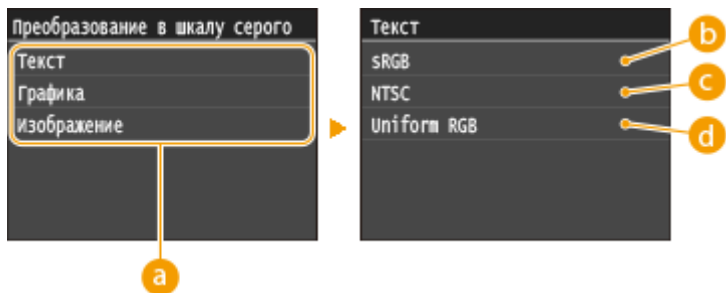 Преобразование в шкалу серого
Текст
Графика
Изображение
a
Текст
sRGB
NTSC
Uniform RGB
b
c
d